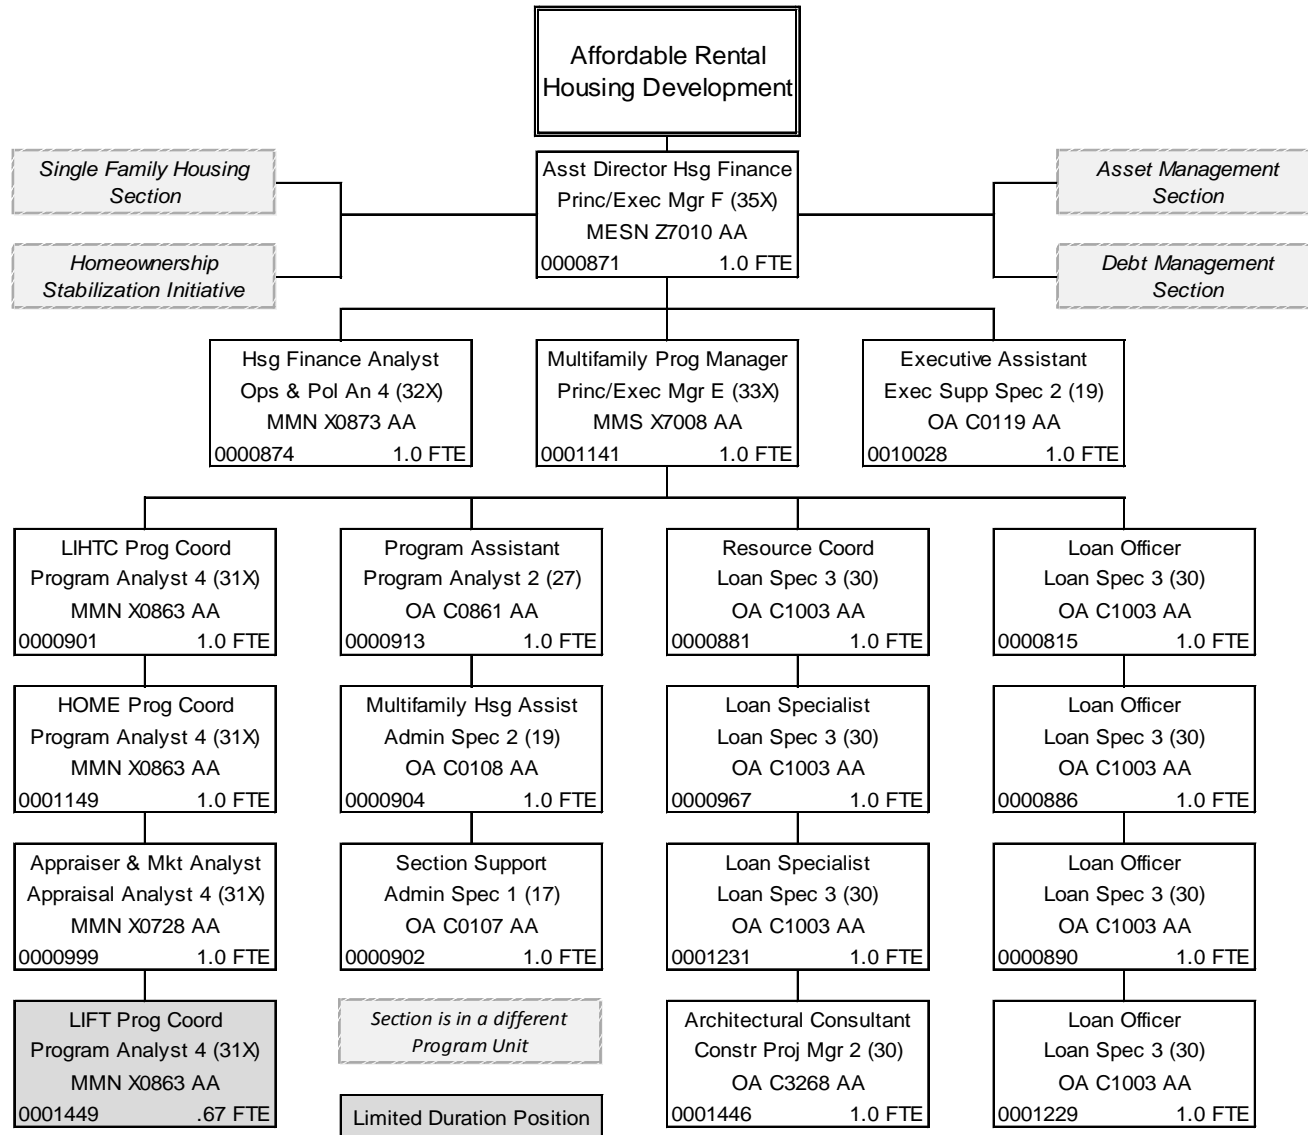 Affordable Rental
Housing Development
Single Family Housing
Section
Homeownership
Stabilization Initiative
Asst Director Hsg Finance
Princ/Exec Mgr F (35X)
MESN Z7010 AA
0000871 1.0 FTE
Asset Management
Section
Debt Management
Section
Hsg Finance Analyst
Ops & Pol An 4 (32X)
MMN X0873 AA
0000874 1.0 FTE
Multifamily Prog Manager
Princ/Exec Mgr E (33X)
MMS X7008 AA
0001141 1.0 FTE
Executive Assistant
Exec Supp Spec 2 (19)
OA C0119 AA
0010028 1.0 FTE
LIHTC Prog Coord
Program Analyst 4 (31X)
MMN X0863 AA
0000901 1.0 FTE
Program Assistant
Program Analyst 2 (27)
OA C0861 AA
0000913 1.0 FTE
Resource Coord
Loan Spec 3 (30)
OA C1003 AA
0000881 1.0 FTE
Loan Officer
Loan Spec 3 (30)
OA C1003 AA
0000815 1.0 FTE
HOME Prog Coord
Program Analyst 4 (31X)
MMN X0863 AA
0001149 1.0 FTE
Multifamily Hsg Assist
Admin Spec 2 (19)
OA C0108 AA
0000904 1.0 FTE
Loan Specialist
Loan Spec 3 (30)
OA C1003 AA
0000967 1.0 FTE
Loan Officer
Loan Spec 3 (30)
OA C1003 AA
0000886 1.0 FTE
Appraiser & Mkt Analyst
Appraisal Analyst 4 (31X)
MMN X0728 AA
0000999 1.0 FTE
Section Support
Admin Spec 1 (17)
OA C0107 AA
0000902 1.0 FTE
Loan Specialist
Loan Spec 3 (30)
OA C1003 AA
0001231 1.0 FTE
Loan Officer
Loan Spec 3 (30)
OA C1003 AA
0000890 1.0 FTE
LIFT Prog Coord
Program Analyst 4 (31X)
MMN X0863 AA
0001449 .67 FTE
Section is in a different
Program Unit
Limited Duration Position
Architectural Consultant
Constr Proj Mgr 2 (30)
OA C3268 AA
0001446 1.0 FTE
Loan Officer
Loan Spec 3 (30)
OA C1003 AA
0001229 1.0 FTE